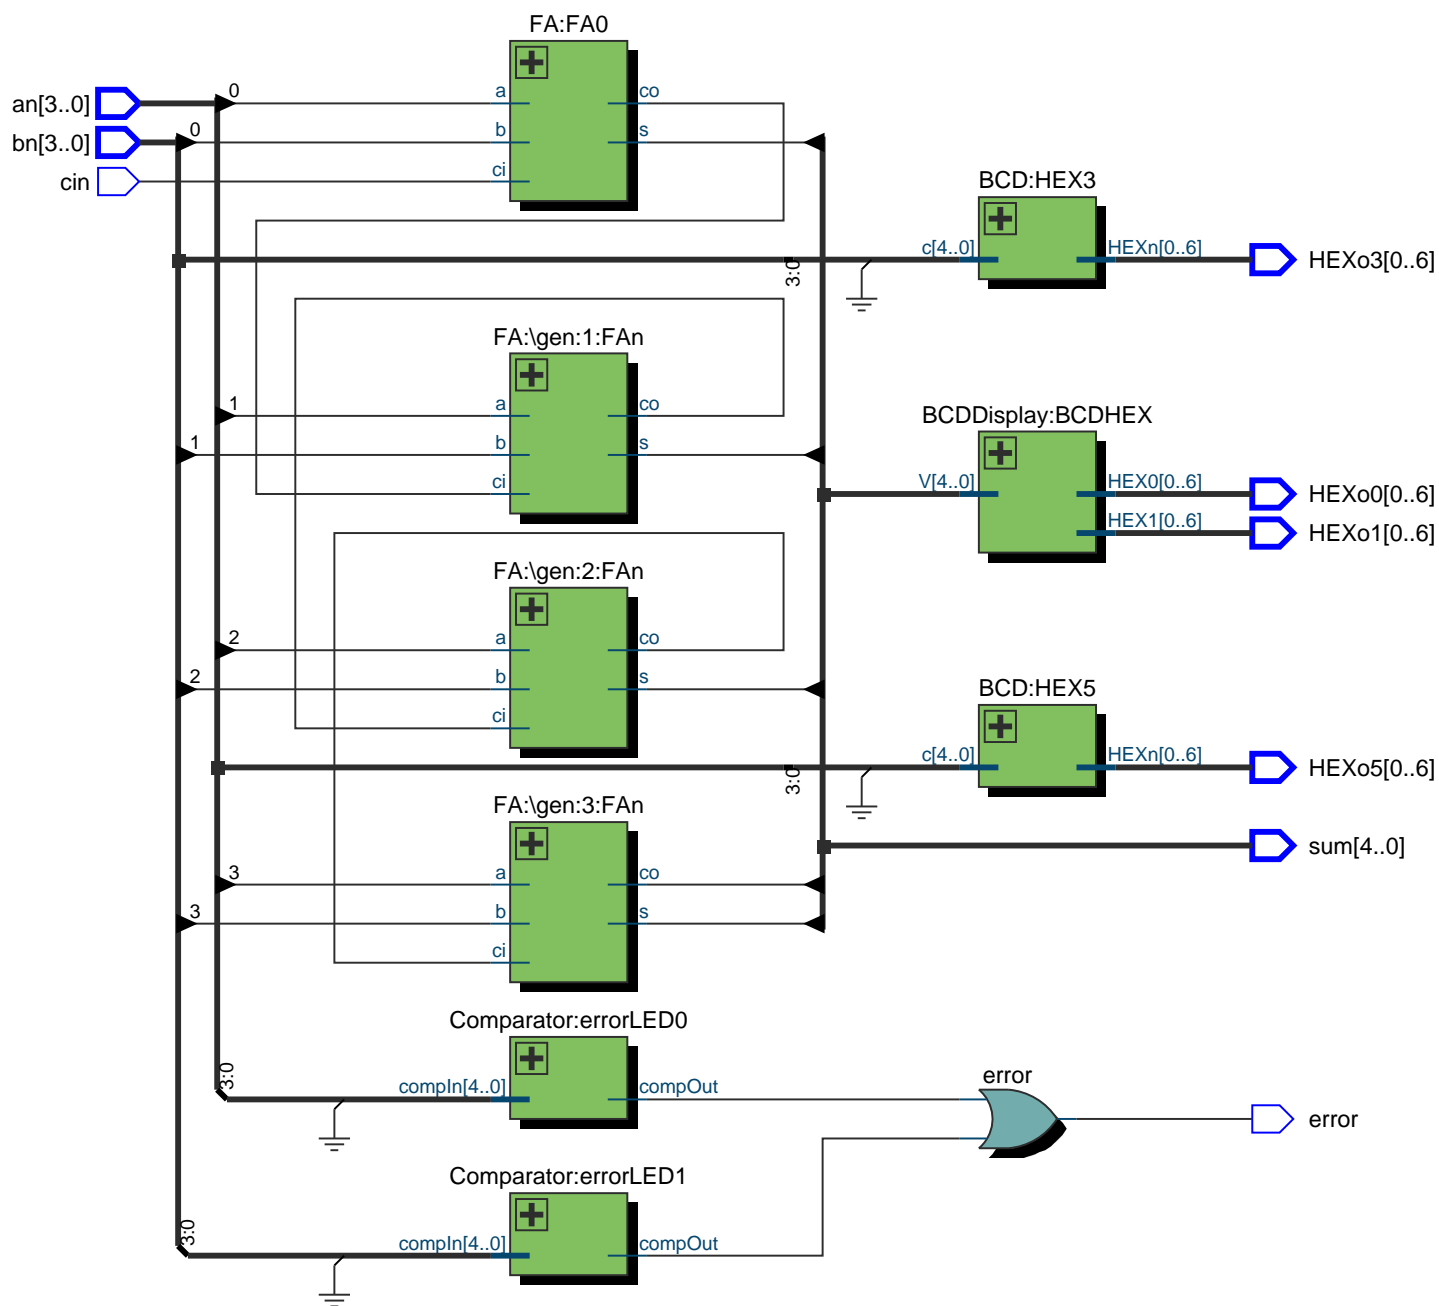 FA:FA0
an[3..0]
0
a
co
bn[3..0]
0
b
s
cin
ci
BCD:HEX3
c[4..0]
HEXn[0..6]
HEXo3[0..6]
3:0
FA:\gen:1:FAn
1
a
co
1
b
s
ci
BCDDisplay:BCDHEX
V[4..0]
HEX0[0..6]
HEXo0[0..6]
HEX1[0..6]
HEXo1[0..6]
FA:\gen:2:FAn
2
a
co
2
b
s
ci
BCD:HEX5
c[4..0]
HEXn[0..6]
HEXo5[0..6]
3:0
FA:\gen:3:FAn
sum[4..0]
3
a
co
3
b
s
ci
Comparator:errorLED0
3:0
compIn[4..0]
compOut
error
error
Comparator:errorLED1
3:0
compIn[4..0]
compOut